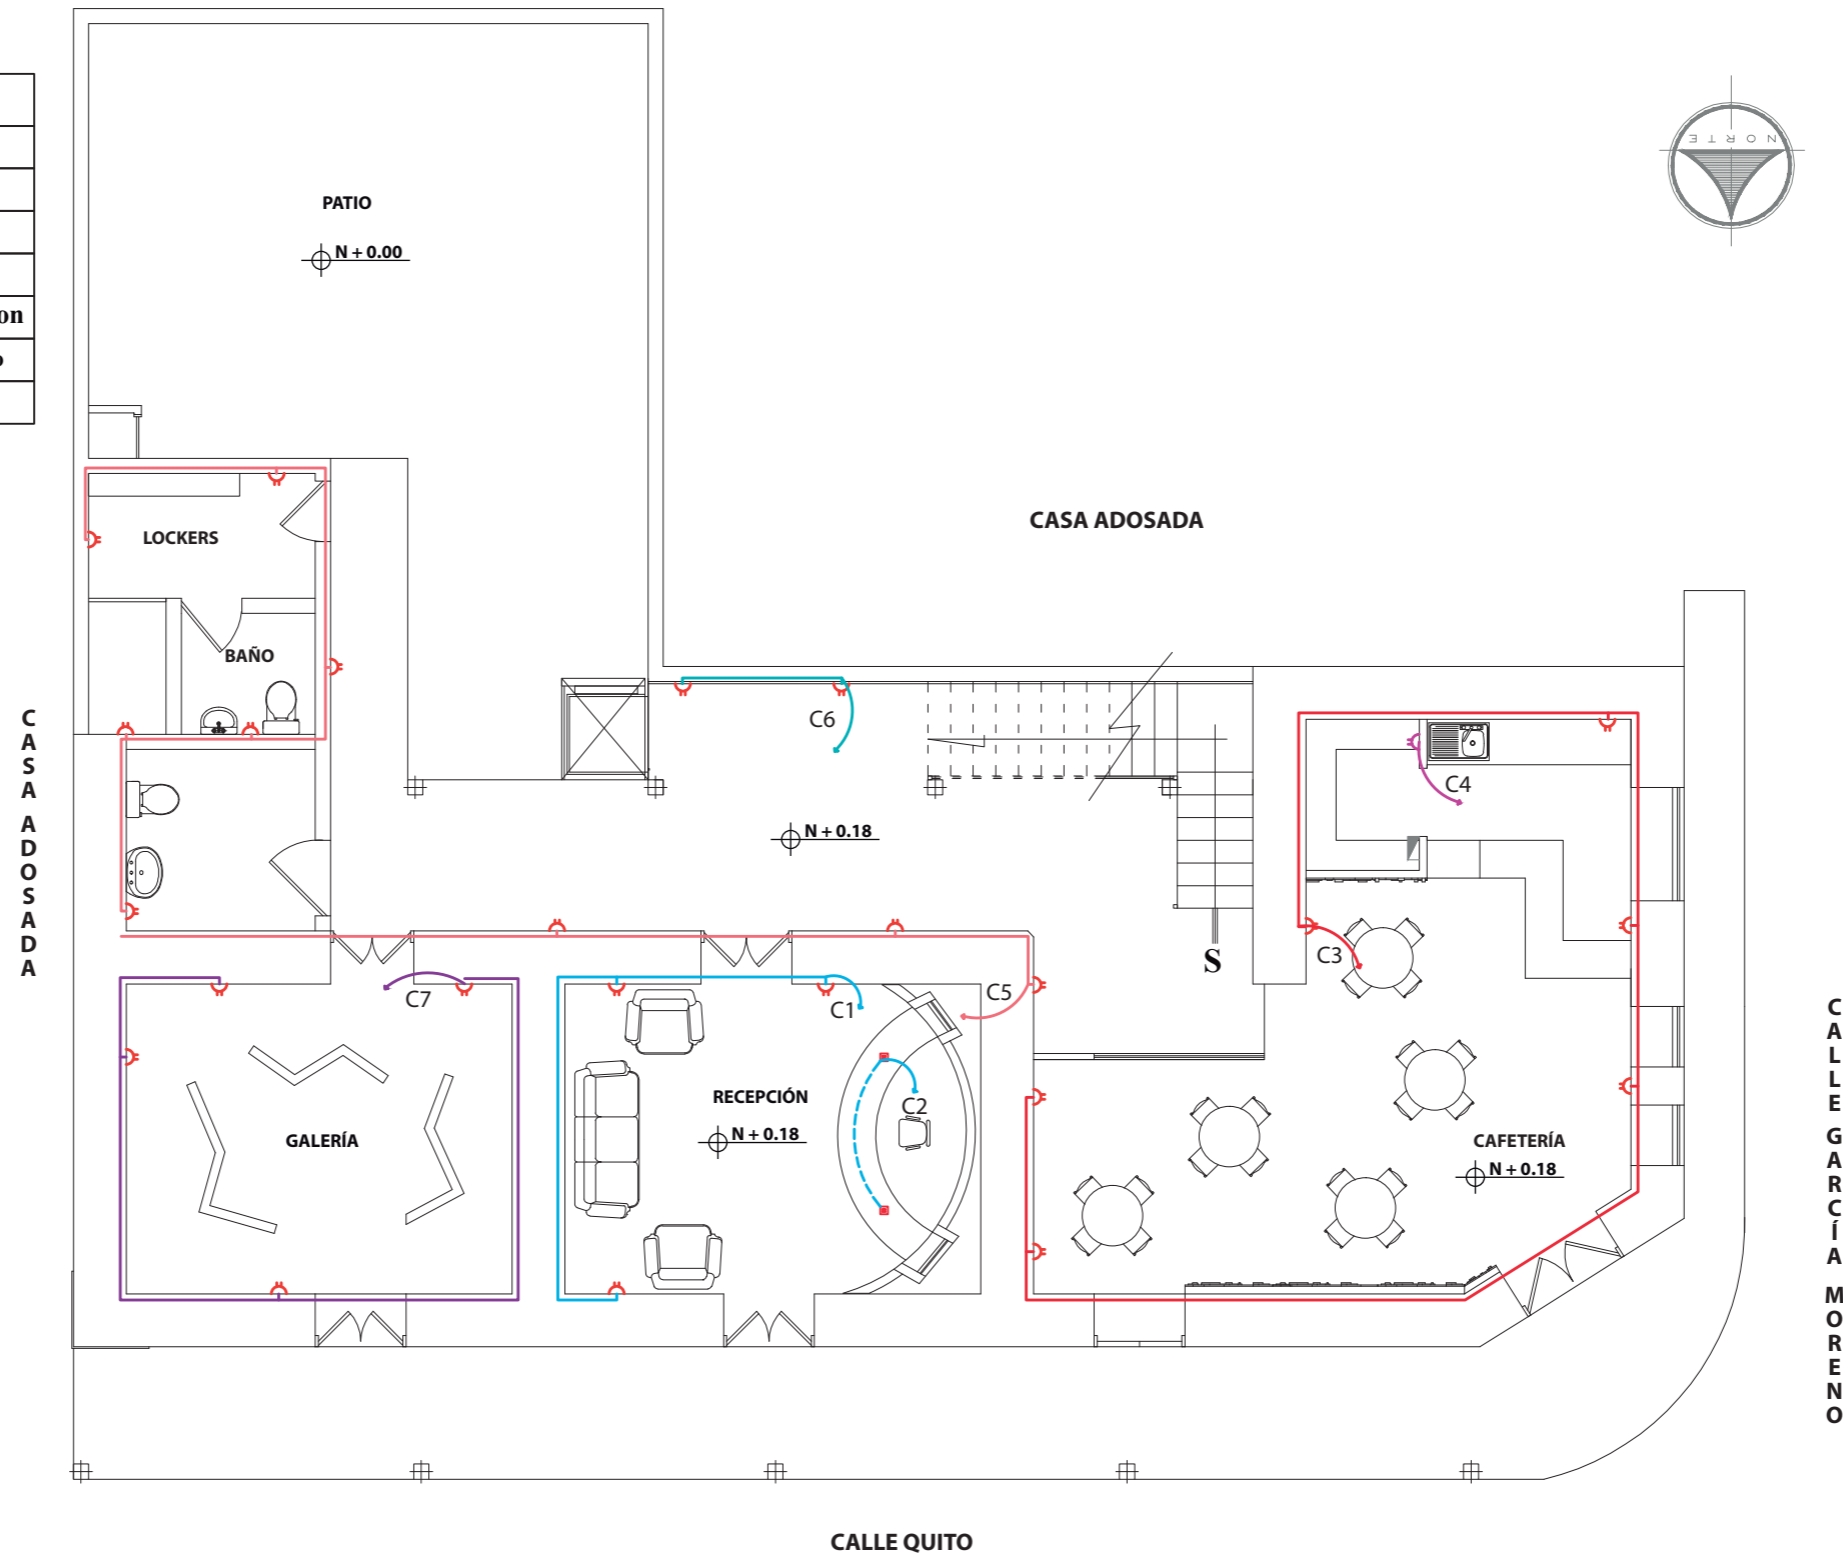 NORTE
PATIO
N + 0.00
on
CASA ADOSADA
LOCKERS
BAÑO
C6
C4
CASA ADOSADA
N + 0.18
C3
S
C7
C1
C5
C2
RECEPCIÓN
N + 0.18
GALERÍA
CAFETERÍA
N + 0.18
CALLE GARCÍA MORENO
CALLE QUITO